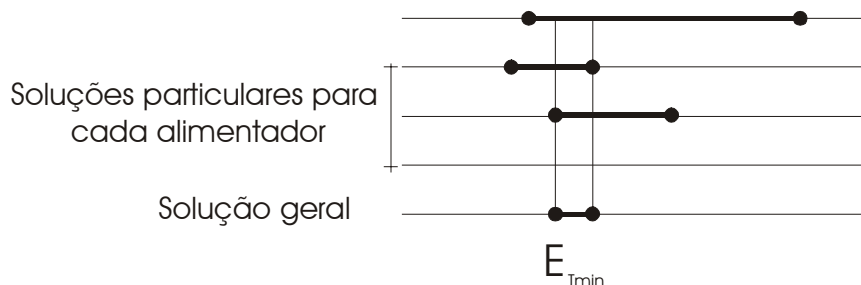 Soluções particulares para
cada alimentador
Solução geral
E Tmin